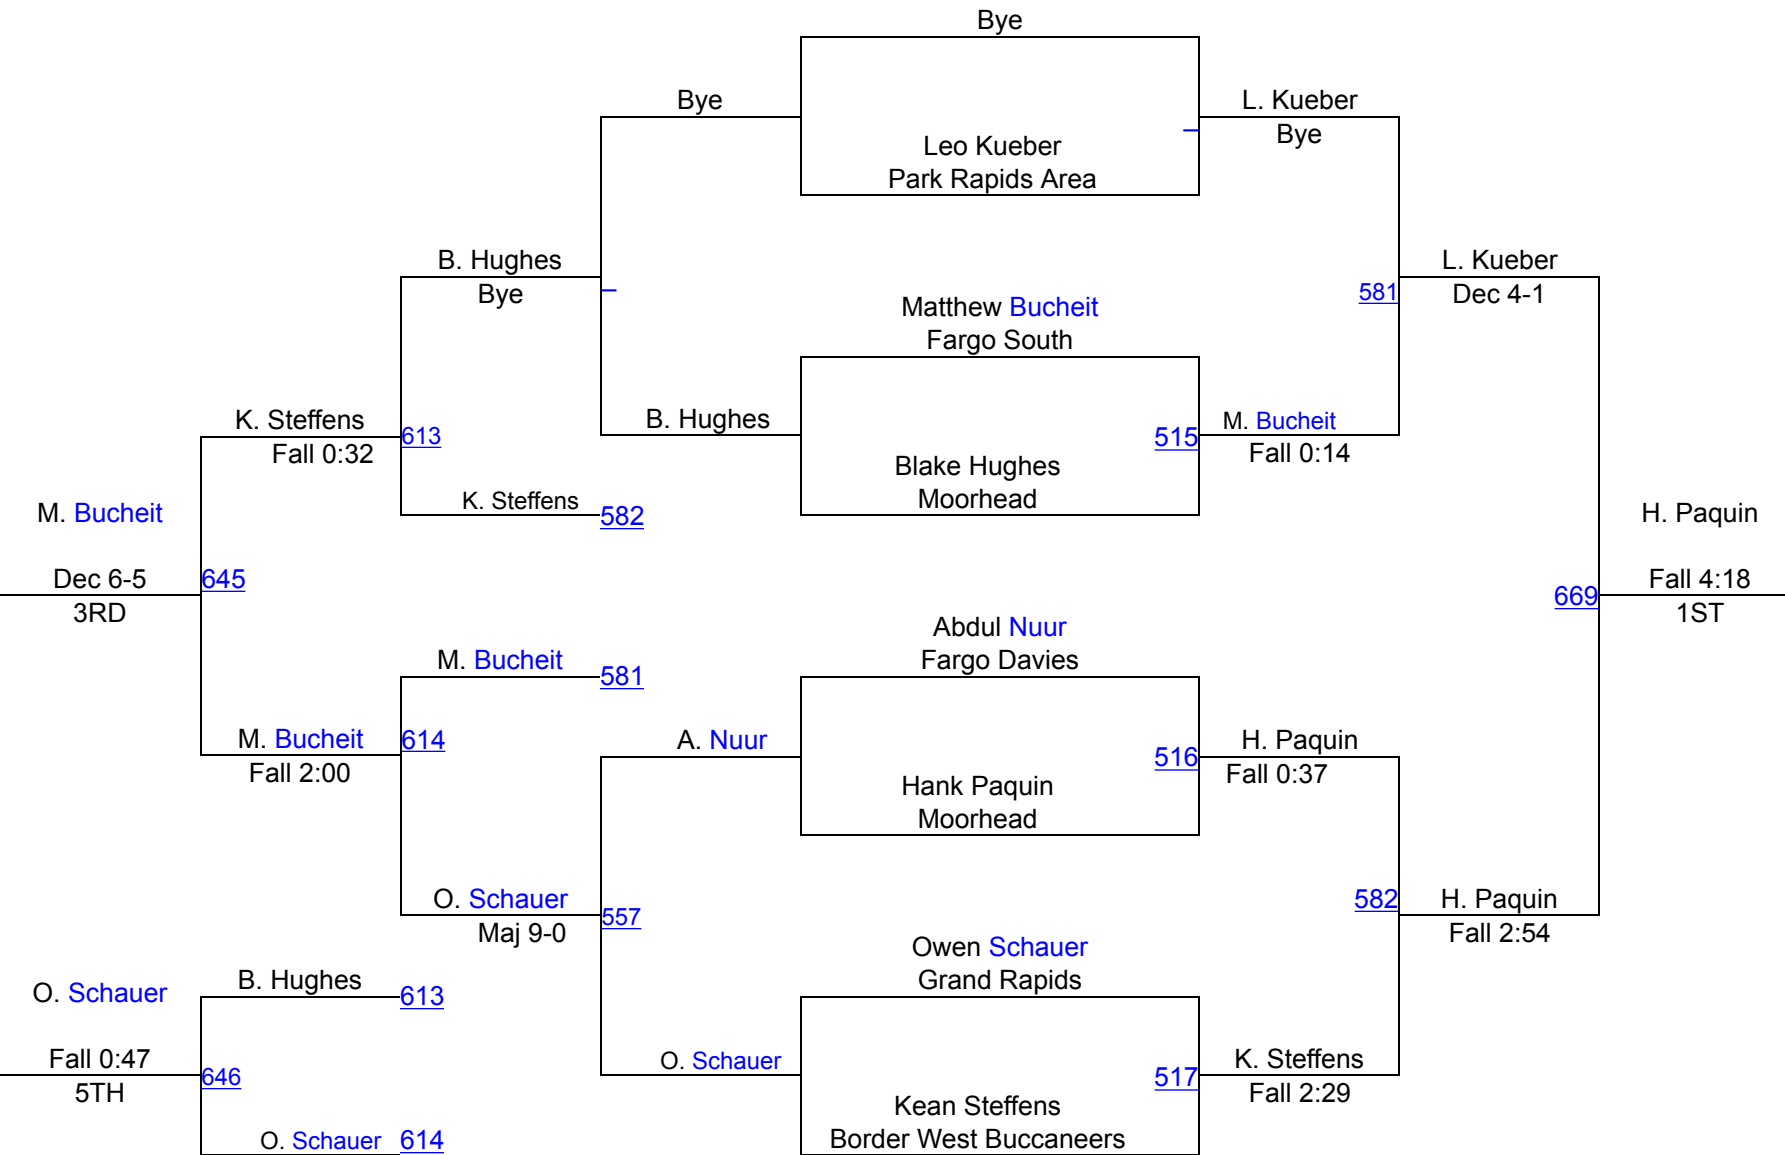 Bye
Bye
L. Kueber
Bye
Leo Kueber
Park Rapids Area
B. Hughes
Bye
L. Kueber
Dec 4-1
581
Matthew Bucheit
Fargo South
K. Steffens
Fall 0:32
613
B. Hughes
515
M. Bucheit
Fall 0:14
Blake Hughes
Moorhead
K. Steffens
582
M. Bucheit
Dec 6-5
3RD
645
H. Paquin
Fall 4:18
1ST
669
Abdul Nuur
Fargo Davies
M. Bucheit
581
M. Bucheit
Fall 2:00
614
A. Nuur
516
H. Paquin
Fall 0:37
Hank Paquin
Moorhead
O. Schauer
Maj 9-0
557
582
H. Paquin
Fall 2:54
Owen Schauer
Grand Rapids
O. Schauer
B. Hughes
613
Fall 0:47
5TH
646
O. Schauer
517
K. Steffens
Fall 2:29
Kean Steffens
Border West Buccaneers
O. Schauer
614